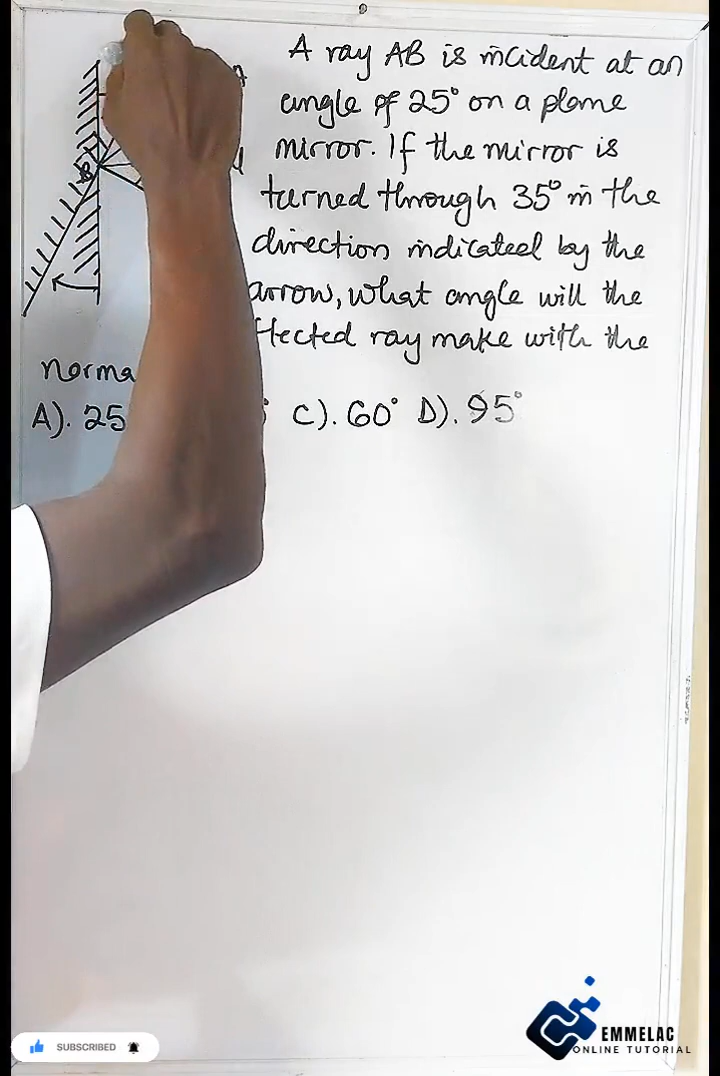 A ray AB is incident at an
angle of 25° on a plane
mirror. If the mirror is
turned through 35° in the
direction indicated by the
arrow, what angle will the
flected ray make with the
norma
A). 25 ° C). 60° D). 95°
B
SUBSCRIBED
EMMELAC
ONLINE TUTORIAL